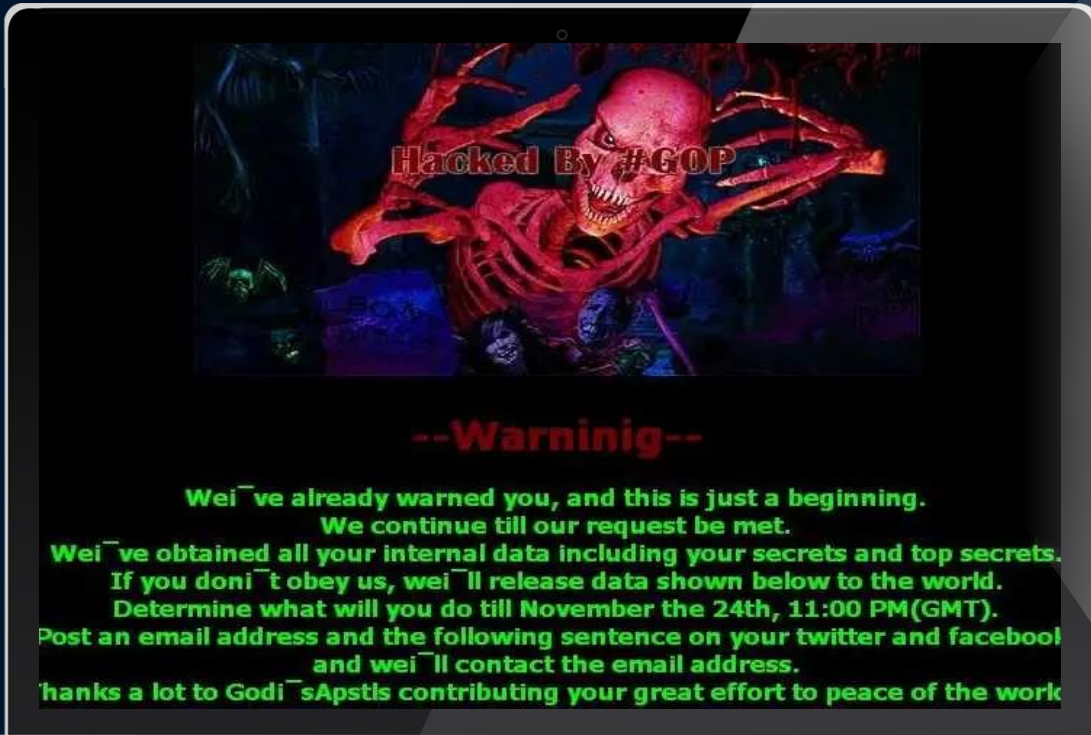 Hacked By #GOP
--Warninig--
Wei¯ve already warned you, and this is just a beginning.
We continue till our request be met.
Wei¯ve obtained all your internal data including your secrets and top secrets.
If you doni¯t obey us, wei¯ll release data shown below to the world.
Determine what will you do till November the 24th, 11:00 PM(GMT).
Post an email address and the following sentence on your twitter and facebook
and wei¯ll contact the email address.
Thanks a lot to Godi¯sApstls contributing your great effort to peace of the world